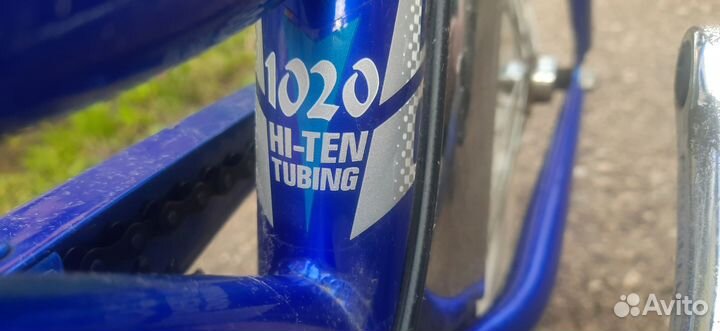 1020
HI-TEN
TUBING
Avito